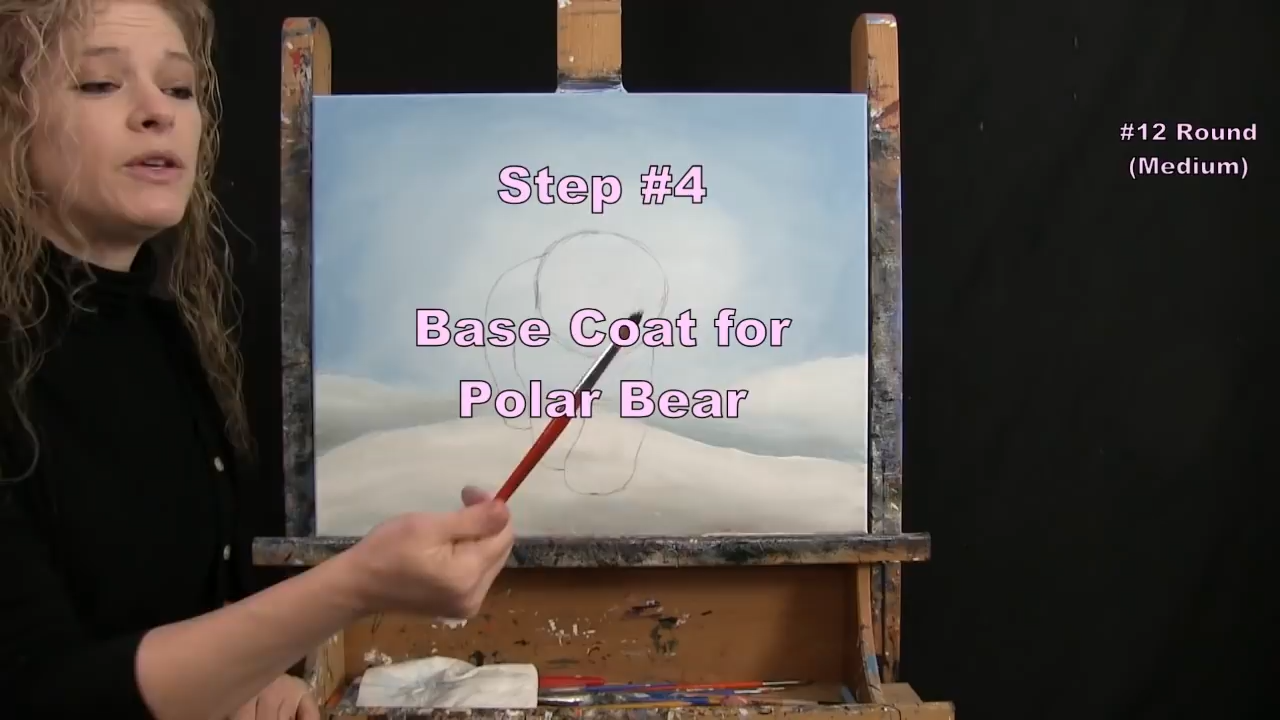 Step #4
Base Coat for
Polar Bear
#12 Round
(Medium)